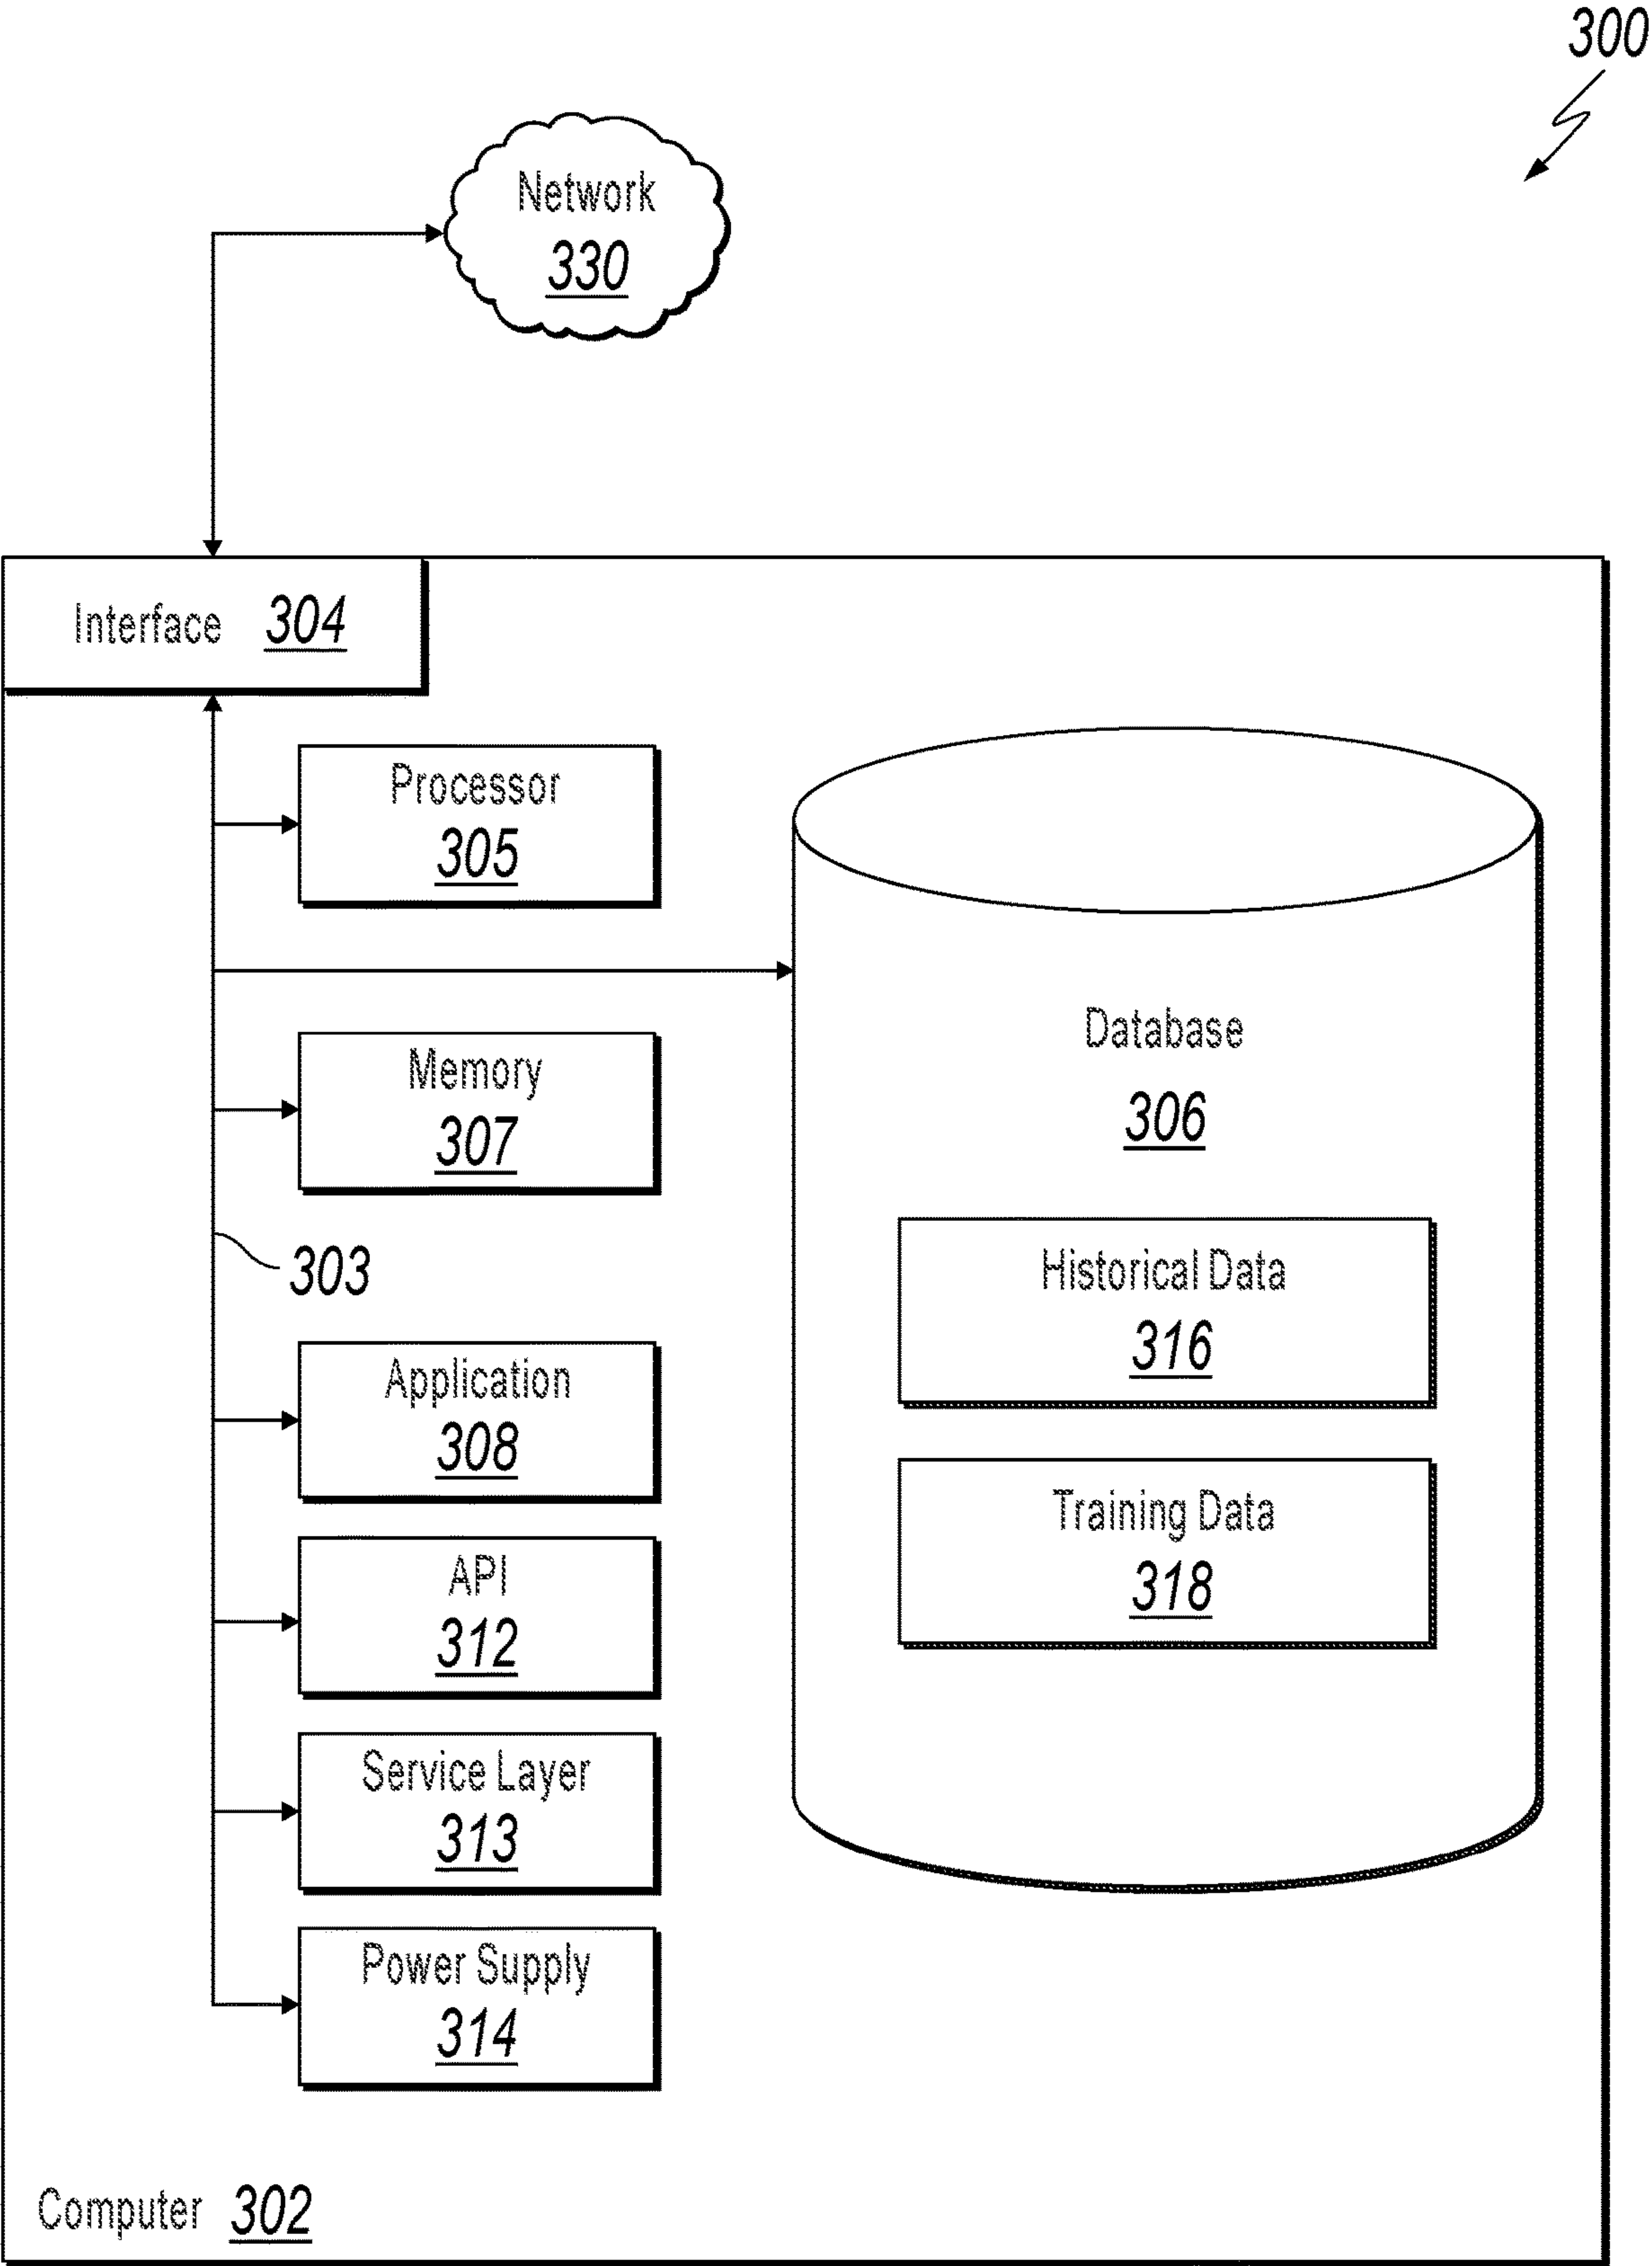 300
Network
330
Interface 304
Processor
305
Database
306
Memory
307
303
Historical Data
316
Application
308
Training Data
318
API
312
Service Layer
313
Power Supply
314
Computer 302